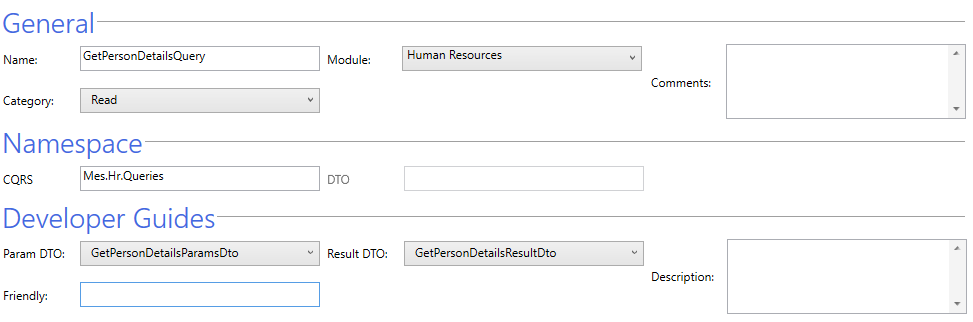 General
Name: GetPersonDetailsQuery Module: Human Resources
Comments:
Category: Read
Namespace
CQRS Mes.Hr.Queries DTO
Developer Guides
Param DTO: GetPersonDetailsParamsDto Result DTO: GetPersonDetailsResultDto
Description:
Friendly: